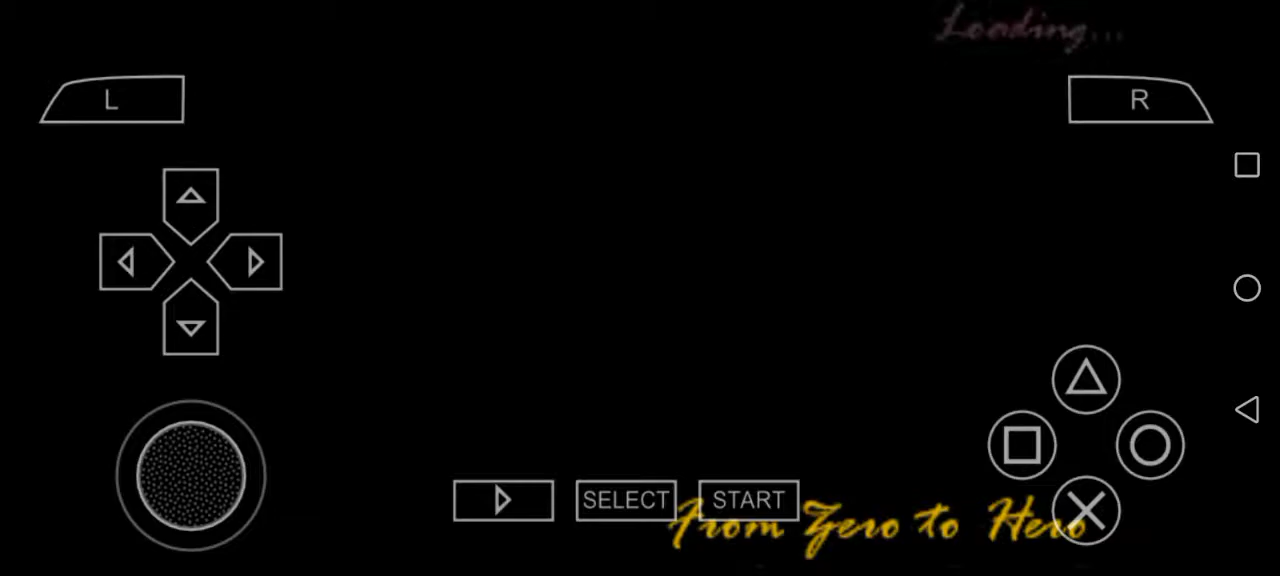 Loading...
L
R
SELECT
START
From Zero to Hero